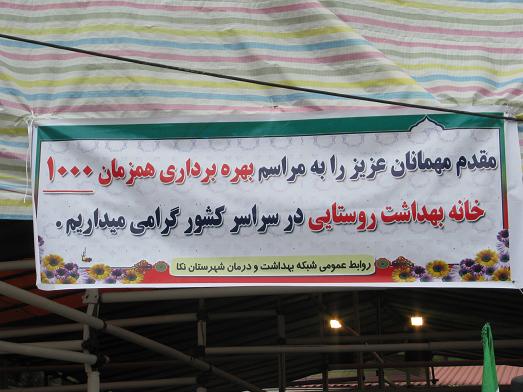 مقدم مهمانان عزیز را به مراسم بهره برداری همزمان ۱۰۰۰
خانه بهداشت روستایی در سراسر کشور گرامی میداریم .
روابط عمومی شبکه بهداشت و درمان شهرستان نکا